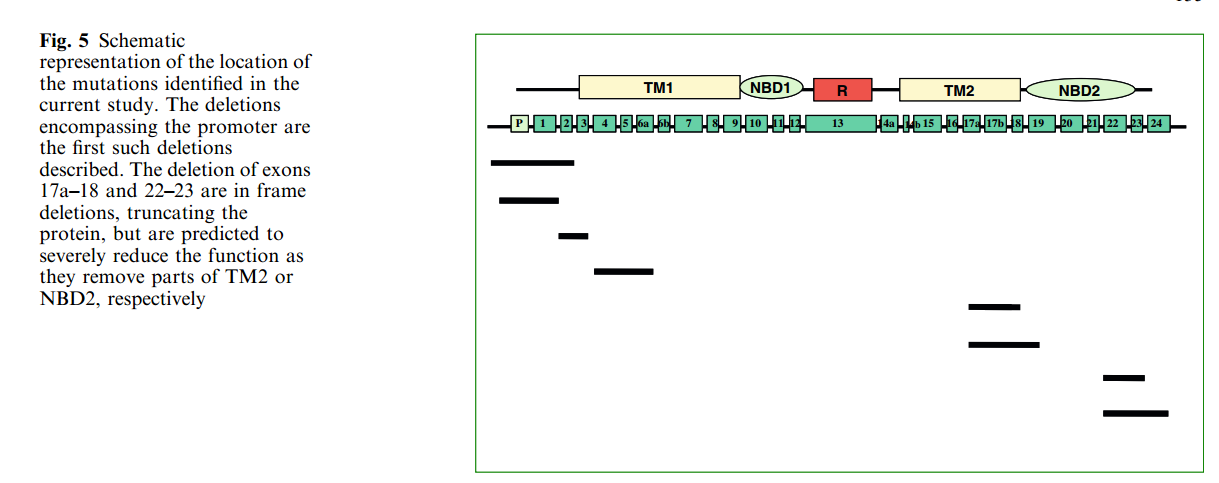 Fig. 5 Schematic
representation of the location of
the mutations identified in the
current study. The deletions
encompassing the promoter are
the first such deletions
described. The deletion of exons
17a–18 and 22–23 are in frame
deletions, truncating the
protein, but are predicted to
severely reduce the function as
they remove parts of TM2 or
NBD2, respectively
TM1 NBD1 R TM2 NBD2
P 1 2 3 4 5 6a 6b 7 8 9 10 11 12 13 14a 14b 15 16 17a 17b 18 19 20 21 22 23 24